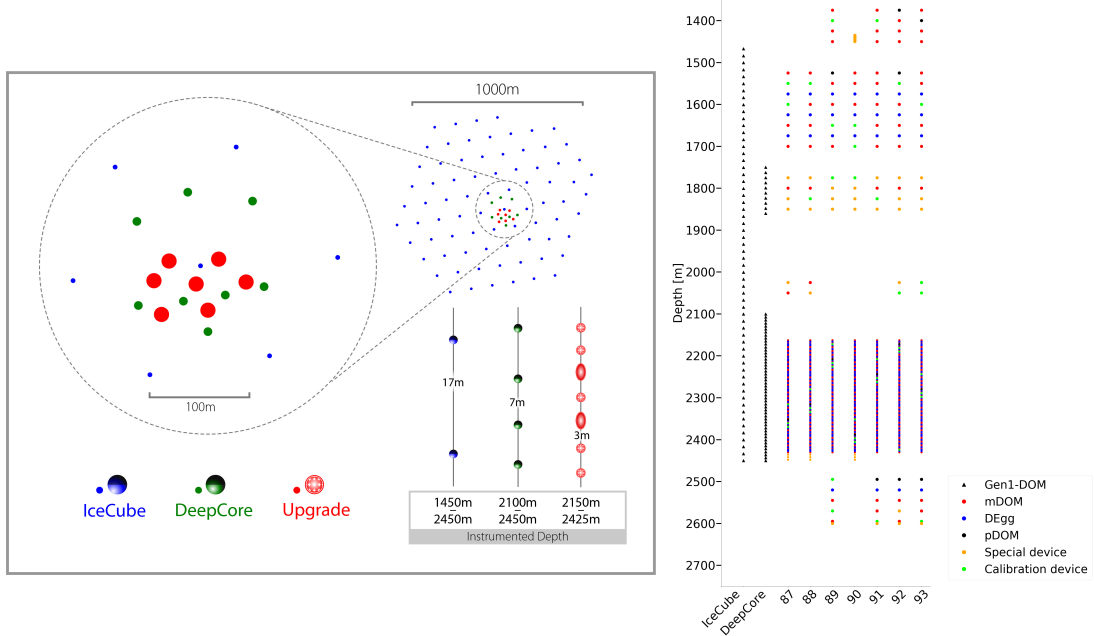 1000m
100m
17m
7m
3m
IceCube
DeepCore
Upgrade
1450m 2100m 2150m
– – –
2450m 2450m 2425m
Instrumented Depth
Depth [m]
1400
1500
1600
1700
1800
1900
2000
2100
2200
2300
2400
2500
2600
2700
IceCube
DeepCore
87
88
89
90
91
92
93
Gen1-DOM
mDOM
DEgg
pDOM
Special device
Calibration device